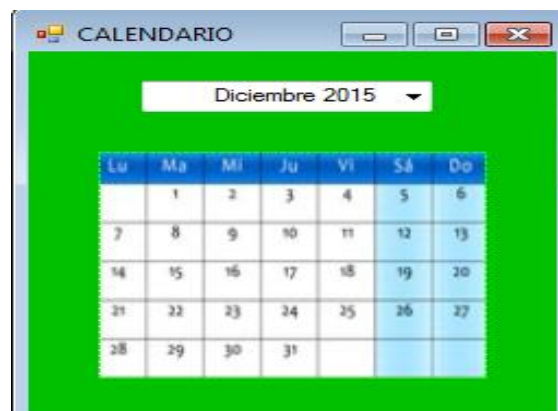 CALENDARIO
Diciembre 2015
Lu Ma Mi Ju Vi Sá Do
1 2 3 4 5 6
7 8 9 10 11 12 13
14 15 16 17 18 19 20
21 22 23 24 25 26 27
28 29 30 31